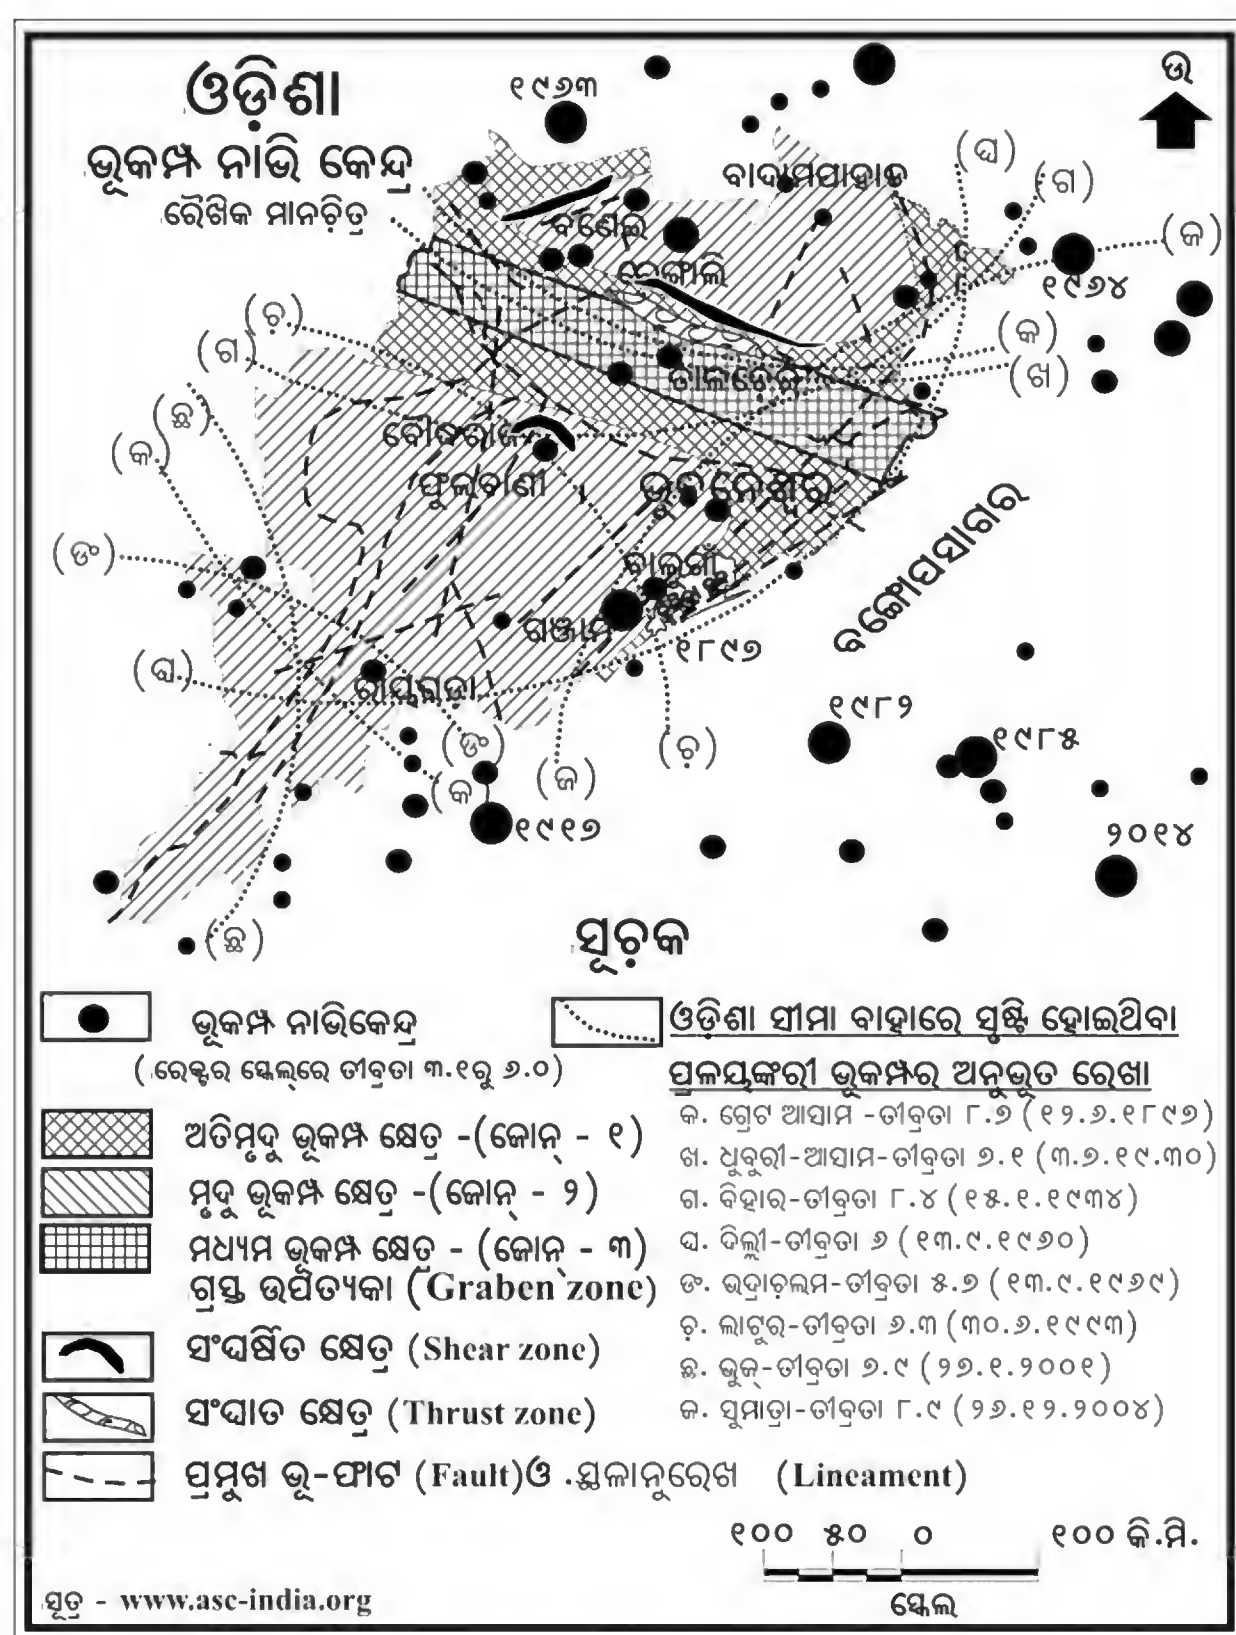 ଓଡ଼ିଶା
ଭୂକମ୍ପ ନାଭି କେନ୍ଦ୍ର
ରୈଖିକ ମାନଚିତ୍ର
ଉ
୧୯୬୩
ବାଦାମପାହାଡ
(ଘ)
(ଗ)
(କ)
ବଣେଇ
ରେଙ୍ଗାଲି
୧୯୬୪
(ଚ)
(ଗ)
(କ)
(ଖ)
ତାଳଚେର
(ଛ)
(କ)
ବୌଦ୍ଧରାଜ
ଫୁଲବାଣୀ
ଭୁବନେଶ୍ୱର
(ଙ)
ବାଲୁଗାଁ
ଗଞ୍ଜାମ
୧୮୯୭
ବଙ୍ଗୋପସାଗର
(ଘ)
ରାୟଗଡ଼ା
୧୯୮୨
୧୯୮୫
(ଙ)
(କ)
(ଜ)
(ଚ)
୧୯୧୭
୨୦୧୪
(ଛ)
ସୂଚକ
ଭୂକମ୍ପ ନାଭିକେନ୍ଦ୍ର
(ରେକ୍ଟର ସ୍କେଲ୍‌ରେ ତୀବ୍ରତା ୩.୧ରୁ ୬.୦)
ଅତିମୃଦୁ ଭୂକମ୍ପ କ୍ଷେତ୍ର -(ଜୋନ୍ - ୧)
ମୃଦୁ ଭୂକମ୍ପ କ୍ଷେତ୍ର -(ଜୋନ୍ - ୨)
ମଧ୍ୟମ ଭୂକମ୍ପ କ୍ଷେତ୍ର - (ଜୋନ୍ - ୩)
ଗ୍ରସ୍ତ ଉପତ୍ୟକା (Graben zone)
ସଂଘର୍ଷିତ କ୍ଷେତ୍ର (Shear zone)
ସଂଘାତ କ୍ଷେତ୍ର (Thrust zone)
ପ୍ରମୁଖ ଭୂ-ଫାଟ (Fault)ଓ .ସ୍ଥଳାନୁରେଖ (Lineament)
ଓଡ଼ିଶା ସୀମା ବାହାରେ ସୃଷ୍ଟି ହୋଇଥିବା
ପ୍ରଳୟଙ୍କରୀ ଭୂକମ୍ପର ଅନୁଭୂତ ରେଖା
କ. ଗ୍ରେଟ ଆସାମ -ତୀବ୍ରତା ୮.୭ (୧୨.୬.୧୮୯୭)
ଖ. ଧୁବୁରୀ-ଆସାମ-ତୀବ୍ରତା ୭.୧ (୩.୭.୧୯.୩୦)
ଗ. ବିହାର-ତୀବ୍ରତା ୮.୪ (୧୫.୧.୧୯୩୪)
ଘ. ଦିଲ୍ଲୀ-ତୀବ୍ରତା ୬ (୧୩.୯.୧୯୬୦)
ଙ. ଭଦ୍ରାଚଲମ-ତୀବ୍ରତା ୫.୭ (୧୩.୯.୧୯୬୯)
ଚ. ଲାଟୁର-ତୀବ୍ରତା ୬.୩ (୩୦.୬.୧୯୯୩)
ଛ. ଭୁଜ୍-ତୀବ୍ରତା ୭.୯ (୨୭.୧.୨୦୦୧)
କ. ସୁମାତ୍ରା-ତୀବ୍ରତା ୮.୯ (୨୬.୧୨.୨୦୦୪)
୧୦୦ ୫୦ ୦ ୧୦୦ କି.ମି.
ସ୍କେଲ
ସୂତ୍ର - www.asc-india.org